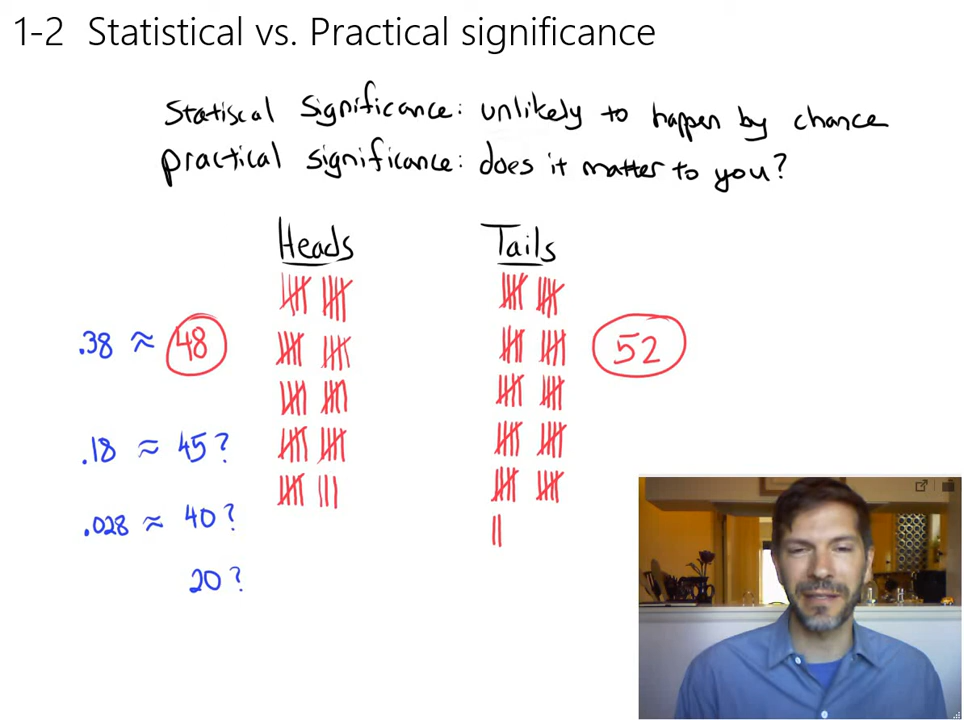 1-2 Statistical vs. Practical significance
Statiscal Significance: unlikely to happen by chance
practical significance: does it matter to you?
Heads Tails
.38 ≈ 48 52
.18 ≈ 45?
.028 ≈ 40?
20?